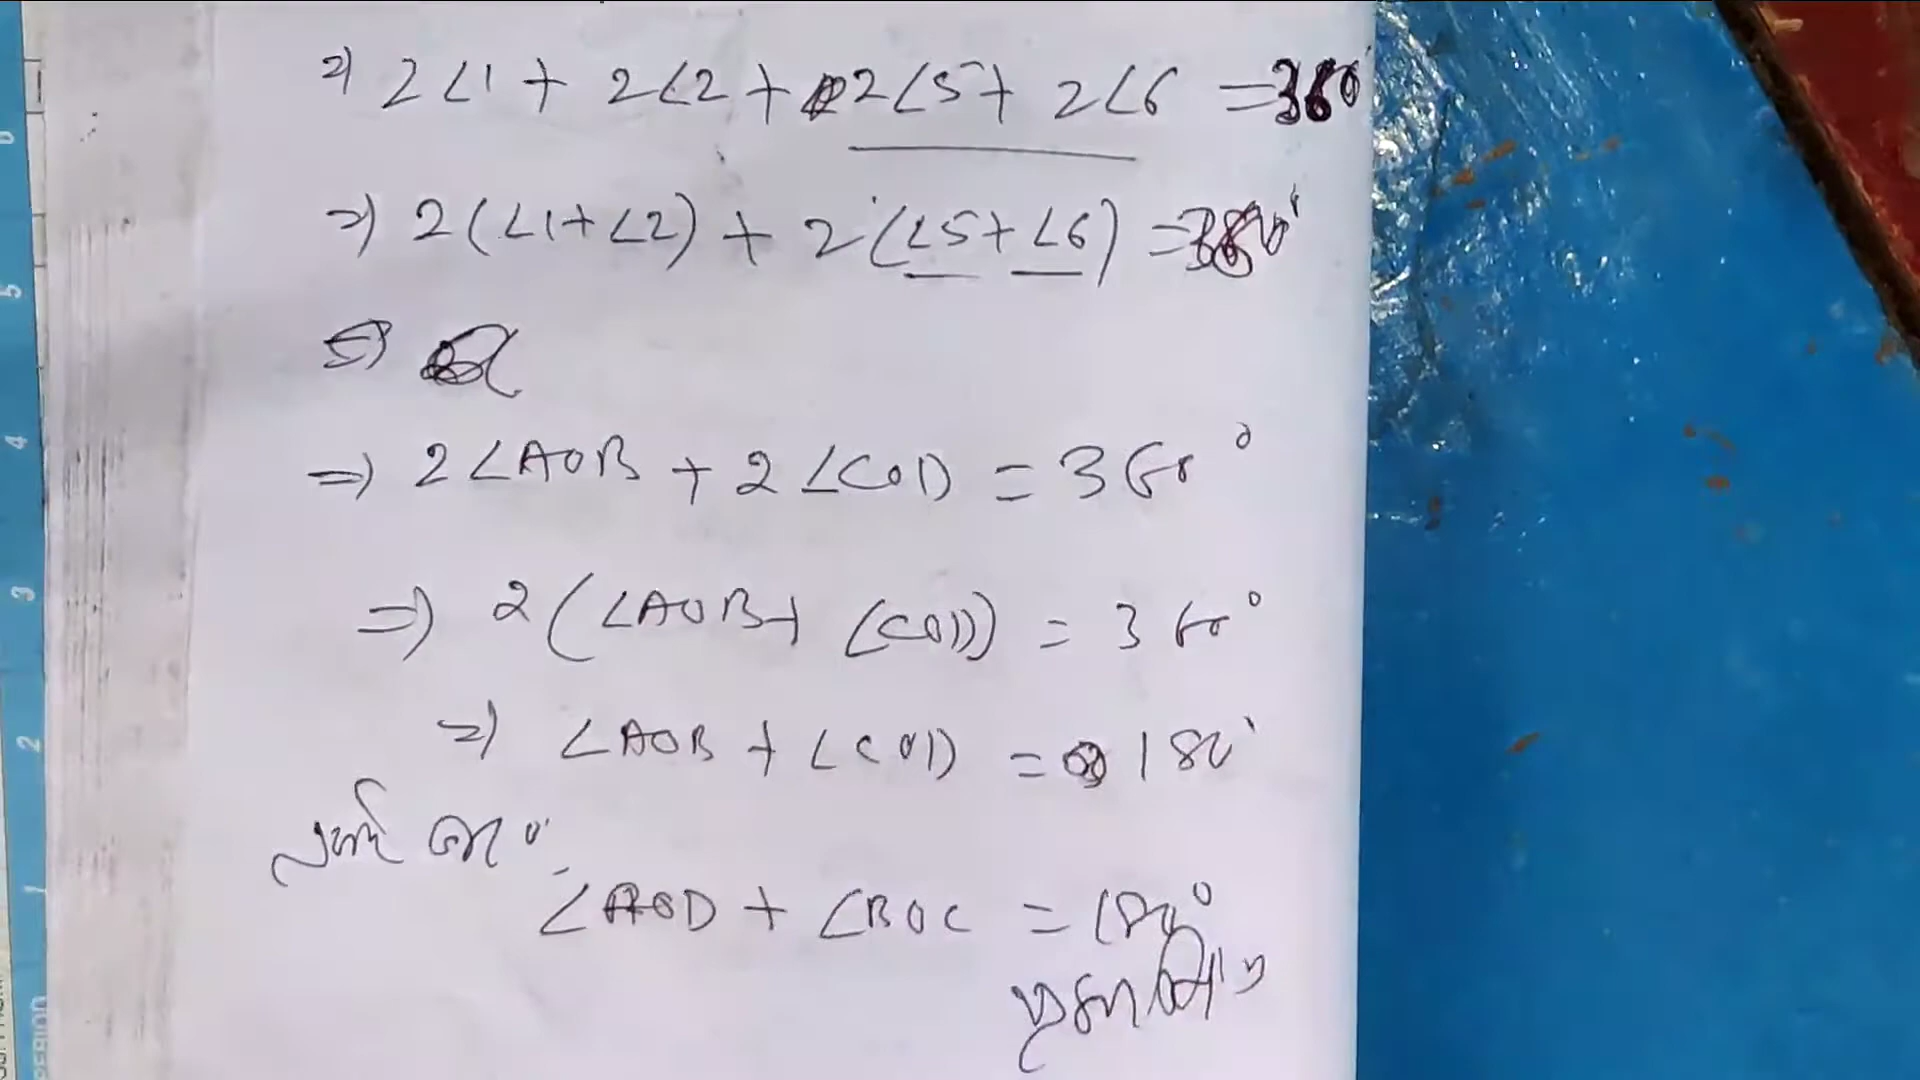 ⇒ 2∠1 + 2∠2 + 2∠5 + 2∠6 = 360°
⇒ 2(∠1+∠2) + 2(∠5+∠6) = 360°
⇒
⇒ 2∠AOB + 2∠COD = 360°
⇒ 2(∠AOB + ∠COD) = 360°
⇒ ∠AOB + ∠COD = 180°
∠AOD + ∠BOC = 180°